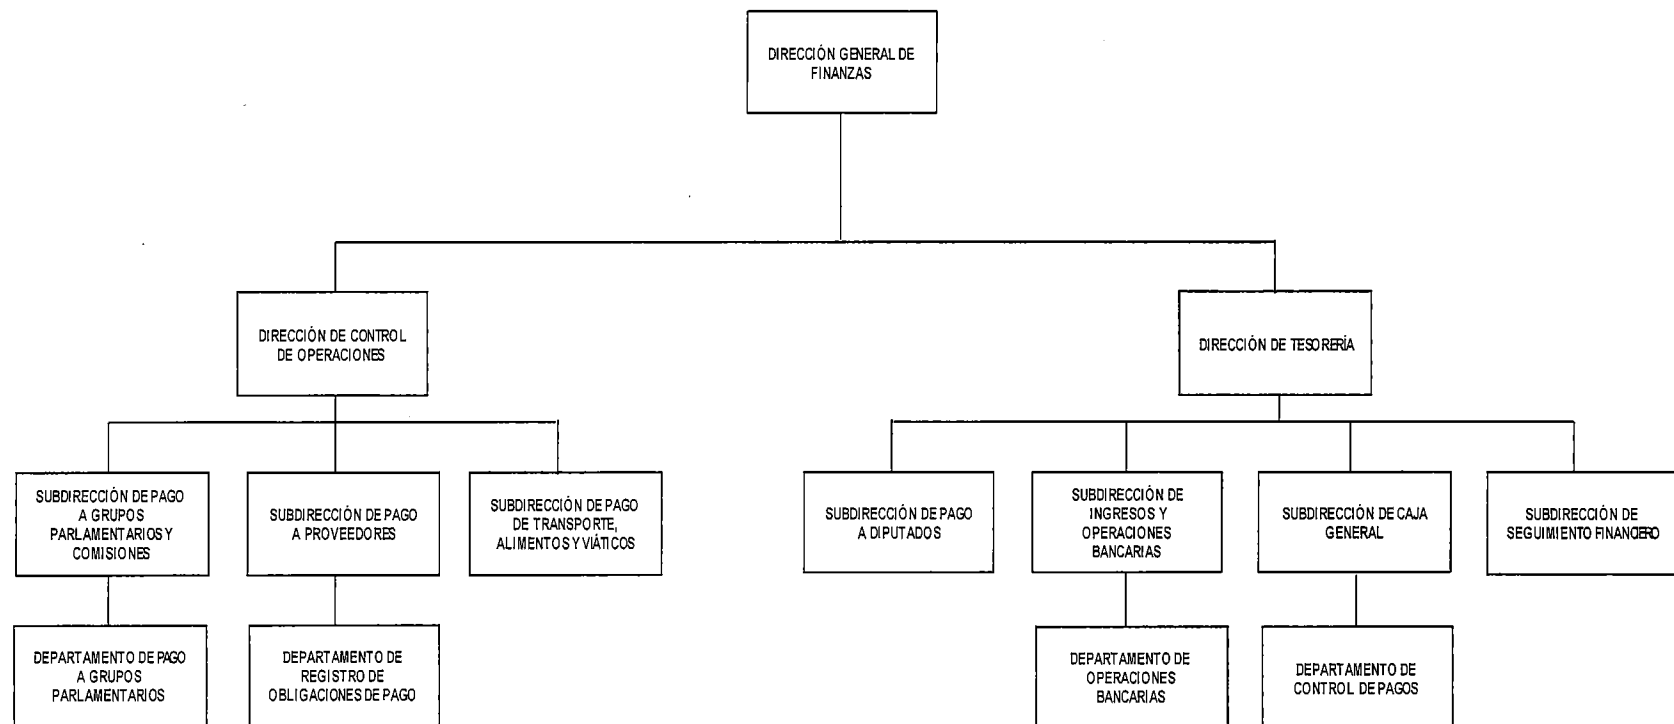 DIRECCIÓN GENERAL DE
FINANZAS
DIRECCIÓN DE CONTROL
DE OPERACIONES
DIRECCIÓN DE TESORERÍA
SUBDIRECCIÓN DE PAGO
A GRUPOS
PARLAMENTARIOS Y
COMISIONES
SUBDIRECCIÓN DE PAGO
A PROVEEDORES
SUBDIRECCIÓN DE PAGO
DE TRANSPORTE,
ALIMENTOS Y VIÁTICOS
SUBDIRECCIÓN DE PAGO
A DIPUTADOS
SUBDIRECCIÓN DE
INGRESOS Y
OPERACIONES
BANCARIAS
SUBDIRECCIÓN DE CAJA
GENERAL
SUBDIRECCIÓN DE
SEGUIMIENTO FINANCIERO
DEPARTAMENTO DE PAGO
A GRUPOS
PARLAMENTARIOS
DEPARTAMENTO DE
REGISTRO DE
OBLIGACIONES DE PAGO
DEPARTAMENTO DE
OPERACIONES
BANCARIAS
DEPARTAMENTO DE
CONTROL DE PAGOS